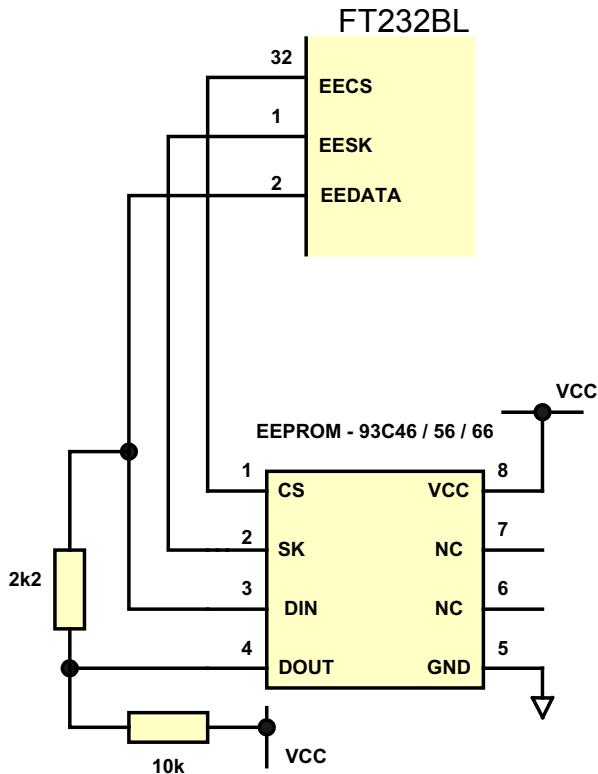 FT232BL
32
EECS
1
EESK
2
EEDATA
VCC
EEPROM - 93C46 / 56 / 66
1
CS
VCC
8
2
SK
NC
7
2k2
3
DIN
NC
6
4
DOUT
GND
5
10k
VCC